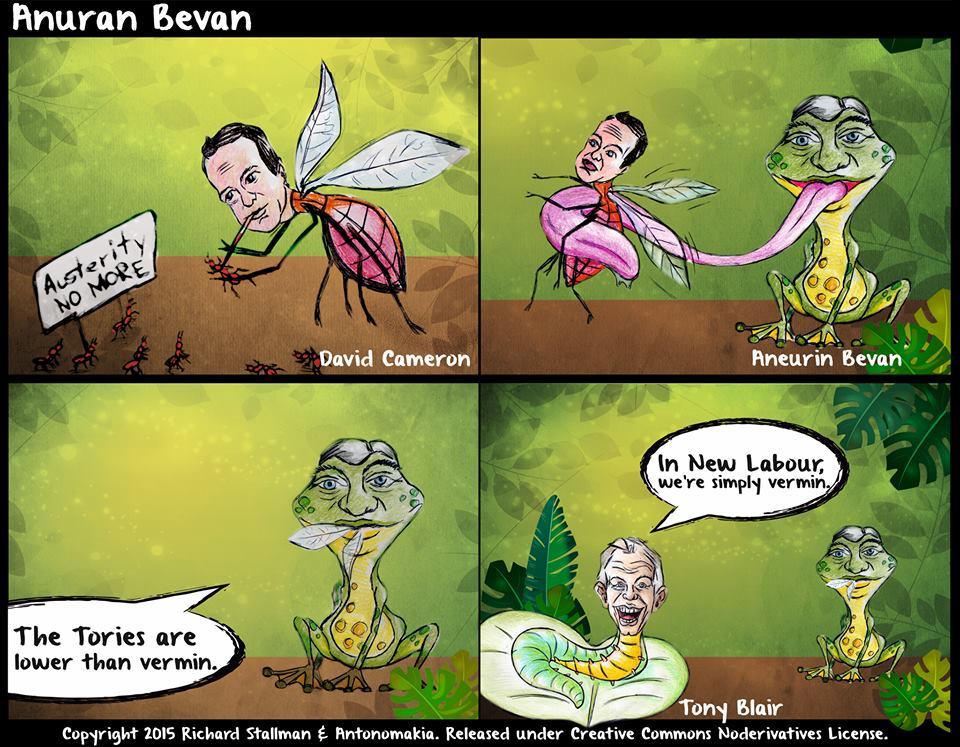 Anuran Bevan
Austerity
NO MORE
David Cameron
Aneurin Bevan
The Tories are
lower than vermin.
In New Labour,
we're simply vermin.
Tony Blair
Copyright 2015 Richard Stallman & Antonomakia. Released under Creative Commons Noderivatives License.